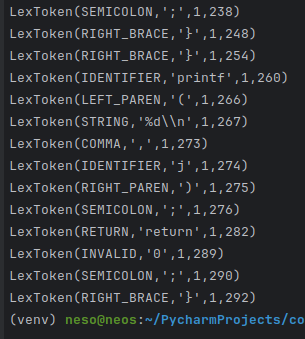 LexToken(SEMICOLON,';',1,238)
LexToken(RIGHT_BRACE,'}',1,248)
LexToken(RIGHT_BRACE,'}',1,254)
LexToken(IDENTIFIER,'printf',1,260)
LexToken(LEFT_PAREN,'(',1,266)
LexToken(STRING,'%d\\n',1,267)
LexToken(COMMA,',',1,273)
LexToken(IDENTIFIER,'j',1,274)
LexToken(RIGHT_PAREN,')',1,275)
LexToken(SEMICOLON,';',1,276)
LexToken(RETURN,'return',1,282)
LexToken(INVALID,'0',1,289)
LexToken(SEMICOLON,';',1,290)
LexToken(RIGHT_BRACE,'}',1,292)
(venv) neso@neos:~/PycharmProjects/co